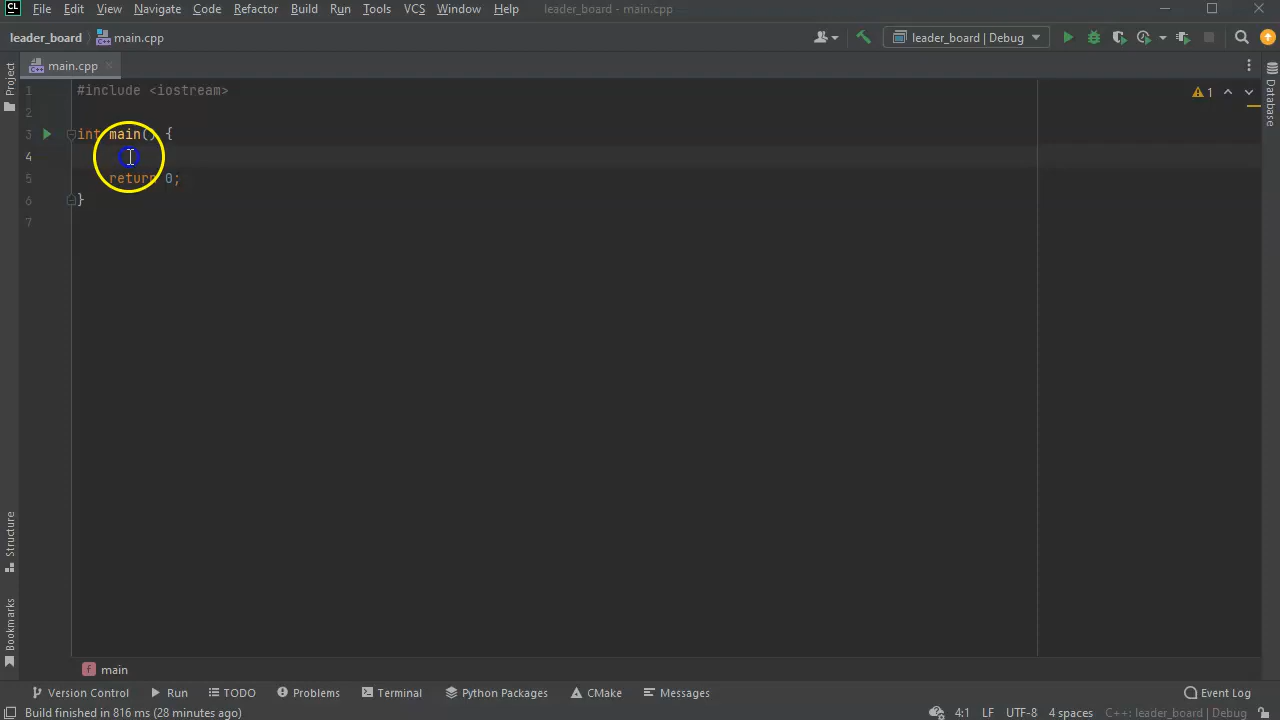 CL File Edit View Navigate Code Refactor Build Run Tools VCS Window Help leader_board - main.cpp
leader_board main.cpp leader_board | Debug
main.cpp
Project
Database
1 #include <iostream>
1
2
3 int main() {
4
5 return 0;
6 }
7
Structure
Bookmarks
f main
Version Control Run TODO Problems Terminal Python Packages CMake Messages Event Log
Build finished in 816 ms (28 minutes ago) 4:1 LF UTF-8 4 spaces C++: leader_board | Debug